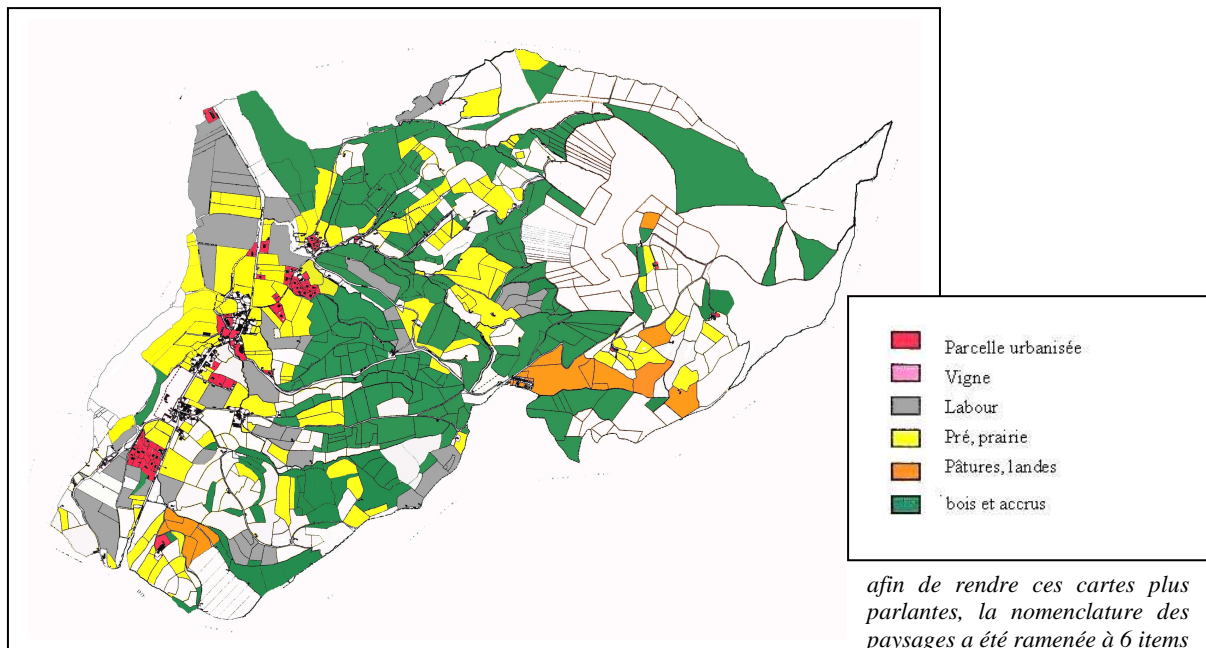 Parcelle urbanisée
Vigne
Labour
Pré, prairie
Pâtures, landes
bois et accrus
afin de rendre ces cartes plus
parlantes, la nomenclature des
paysages a été ramenée à 6 items